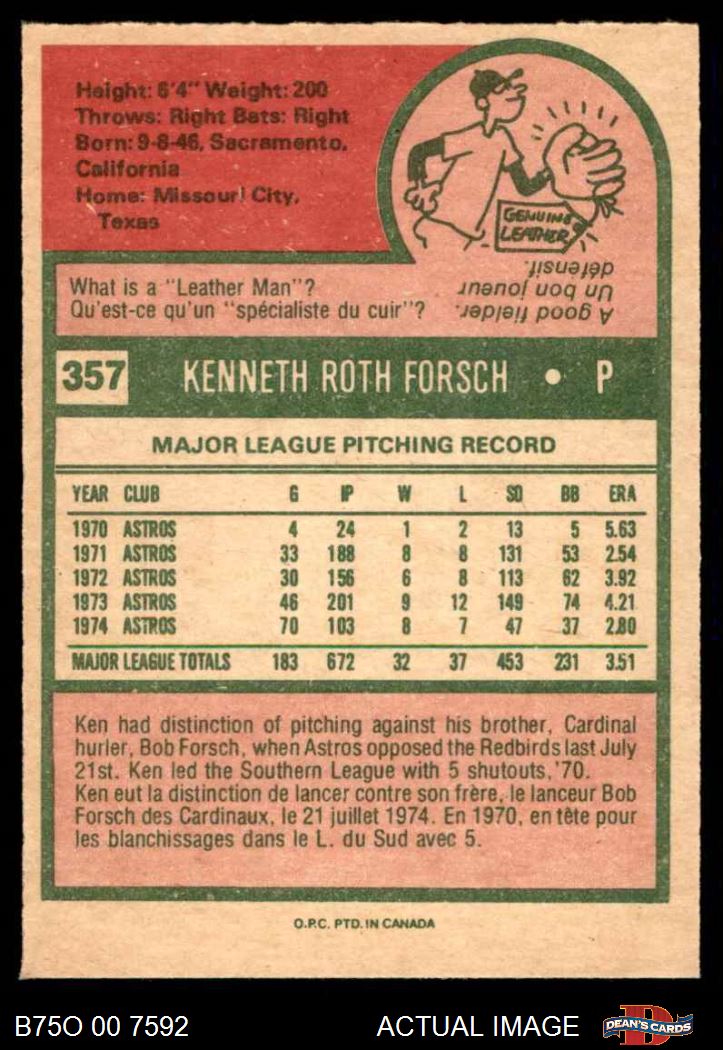 Height: 6'4" Weight: 200
Throws: Right Bats: Right
Born: 9-8-46, Sacramento,
California
Home: Missouri City,
Texas
GENUINE
LEATHER
What is a "Leather Man"?
Qu'est-ce qu'un "spécialiste du cuir"?
A good fielder.
Un bon joueur
défensif.
357 KENNETH ROTH FORSCH • P
MAJOR LEAGUE PITCHING RECORD
YEAR CLUB G IP W L SO BB ERA
1970 ASTROS 4 24 1 2 13 5 5.63
1971 ASTROS 33 188 8 8 131 53 2.54
1972 ASTROS 30 156 6 8 113 62 3.92
1973 ASTROS 46 201 9 12 149 74 4.21
1974 ASTROS 70 103 8 7 47 37 2.80
MAJOR LEAGUE TOTALS 183 672 32 37 453 231 3.51
Ken had distinction of pitching against his brother, Cardinal
hurler, Bob Forsch, when Astros opposed the Redbirds last July
21st. Ken led the Southern League with 5 shutouts,'70.
Ken eut la distinction de lancer contre son frère, le lanceur Bob
Forsch des Cardinaux, le 21 juillet 1974. En 1970, en tête pour
les blanchissages dans le L. du Sud avec 5.
O.P.C. PTD. IN CANADA
B75O 00 7592 ACTUAL IMAGE
D
DEAN'S CARDS